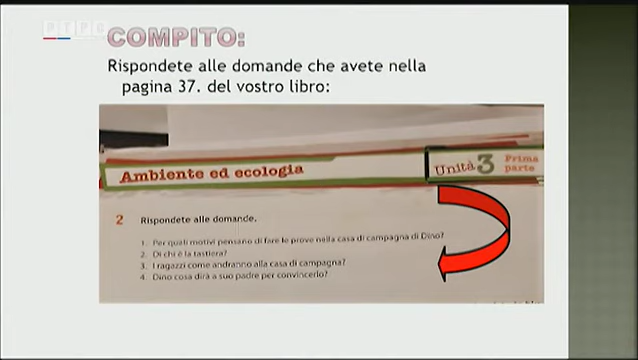 РТРС
COMPITO:
Rispondete alle domande che avete nella
pagina 37. del vostro libro:
Ambiente ed ecologia
Unità 3 Prima parte
2 Rispondete alle domande.
1. Per quali motivi pensano di fare le prove nella casa di campagna di Dino?
2. Di chi è la tastiera?
3. I ragazzi come andranno alla casa di campagna?
4. Dino cosa dirà a suo padre per convincerlo?